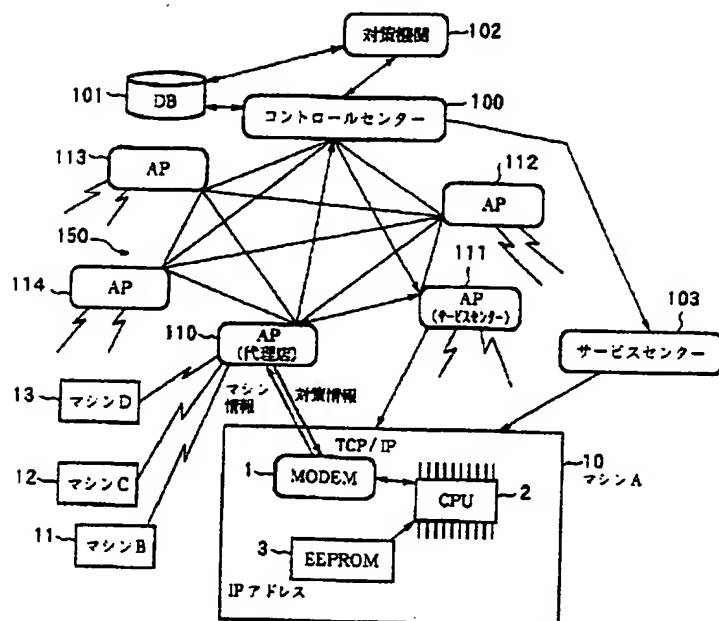 対策機関
102
101
DB
100
コントロールセンター
113
AP
112
AP
150
114
AP
111
AP
(サービスセンター)
110
AP
(代理店)
103
サービスセンター
13
マシンD
マシン
情報
対策情報
12
マシンC
11
マシンB
TCP/IP
10
マシンA
1
MODEM
CPU
2
3
EEPROM
IPアドレス